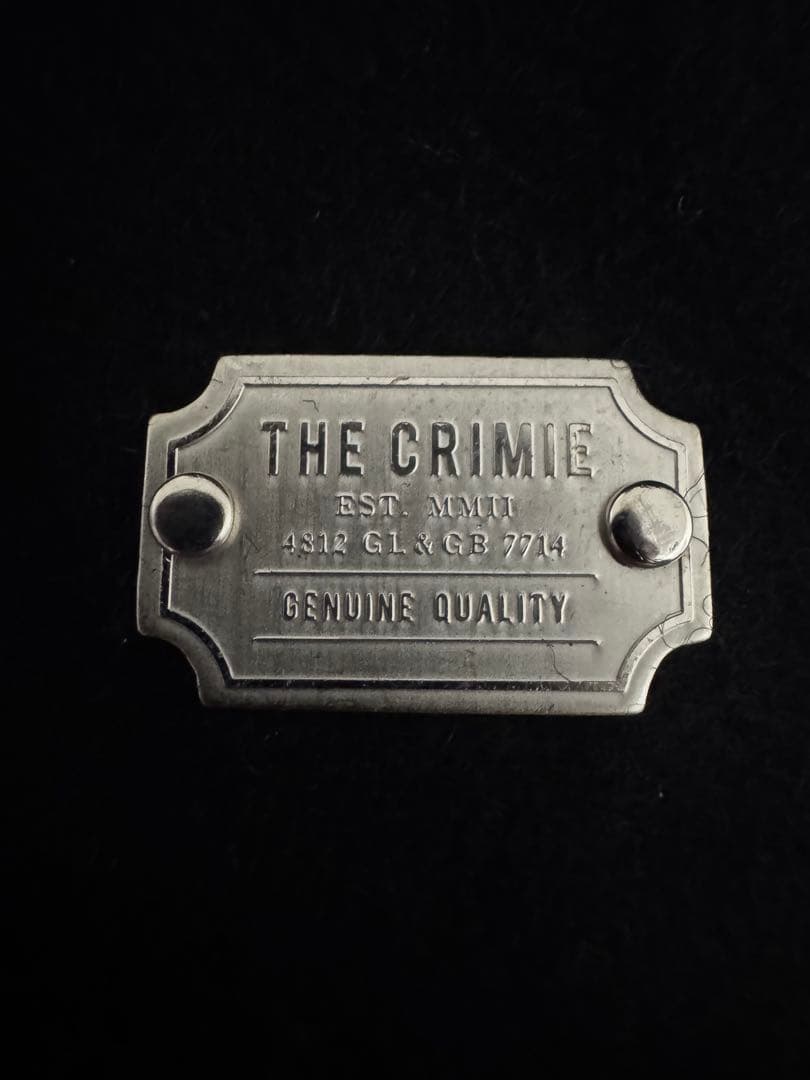 THE CRIMIE
EST. MMII
4812 GL & GB 7714
GENUINE QUALITY